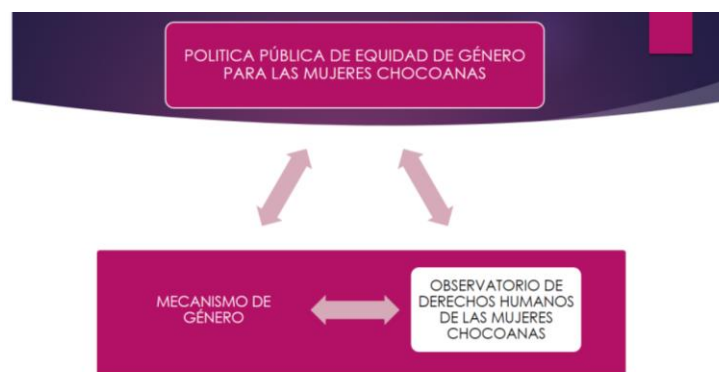 POLITICA PÚBLICA DE EQUIDAD DE GÉNERO
PARA LAS MUJERES CHOCOANAS
MECANISMO DE
GÉNERO
OBSERVATORIO DE
DERECHOS HUMANOS
DE LAS MUJERES
CHOCOANAS